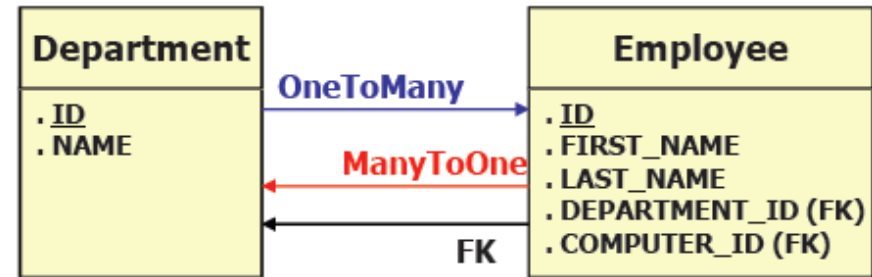 Department
. ID
. NAME
OneToMany
ManyToOne
FK
Employee
. ID
. FIRST_NAME
. LAST_NAME
. DEPARTMENT_ID (FK)
. COMPUTER_ID (FK)